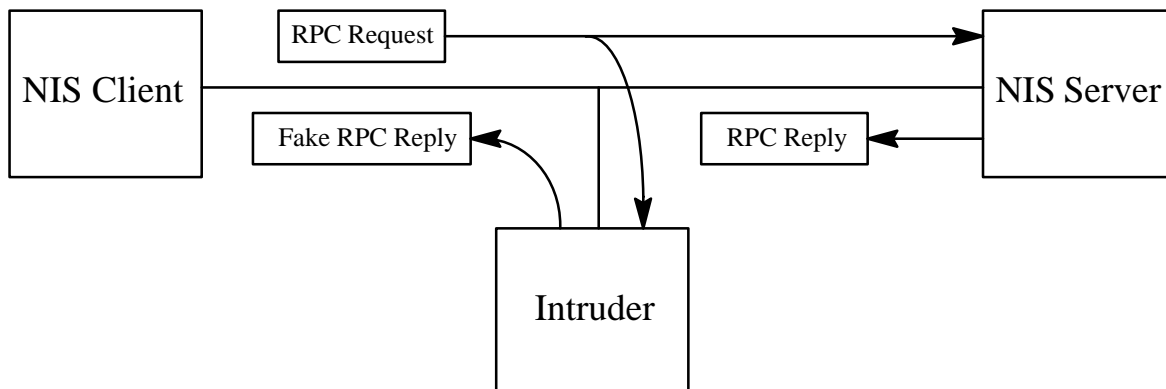 RPC Request
NIS Client
NIS Server
Fake RPC Reply
RPC Reply
Intruder